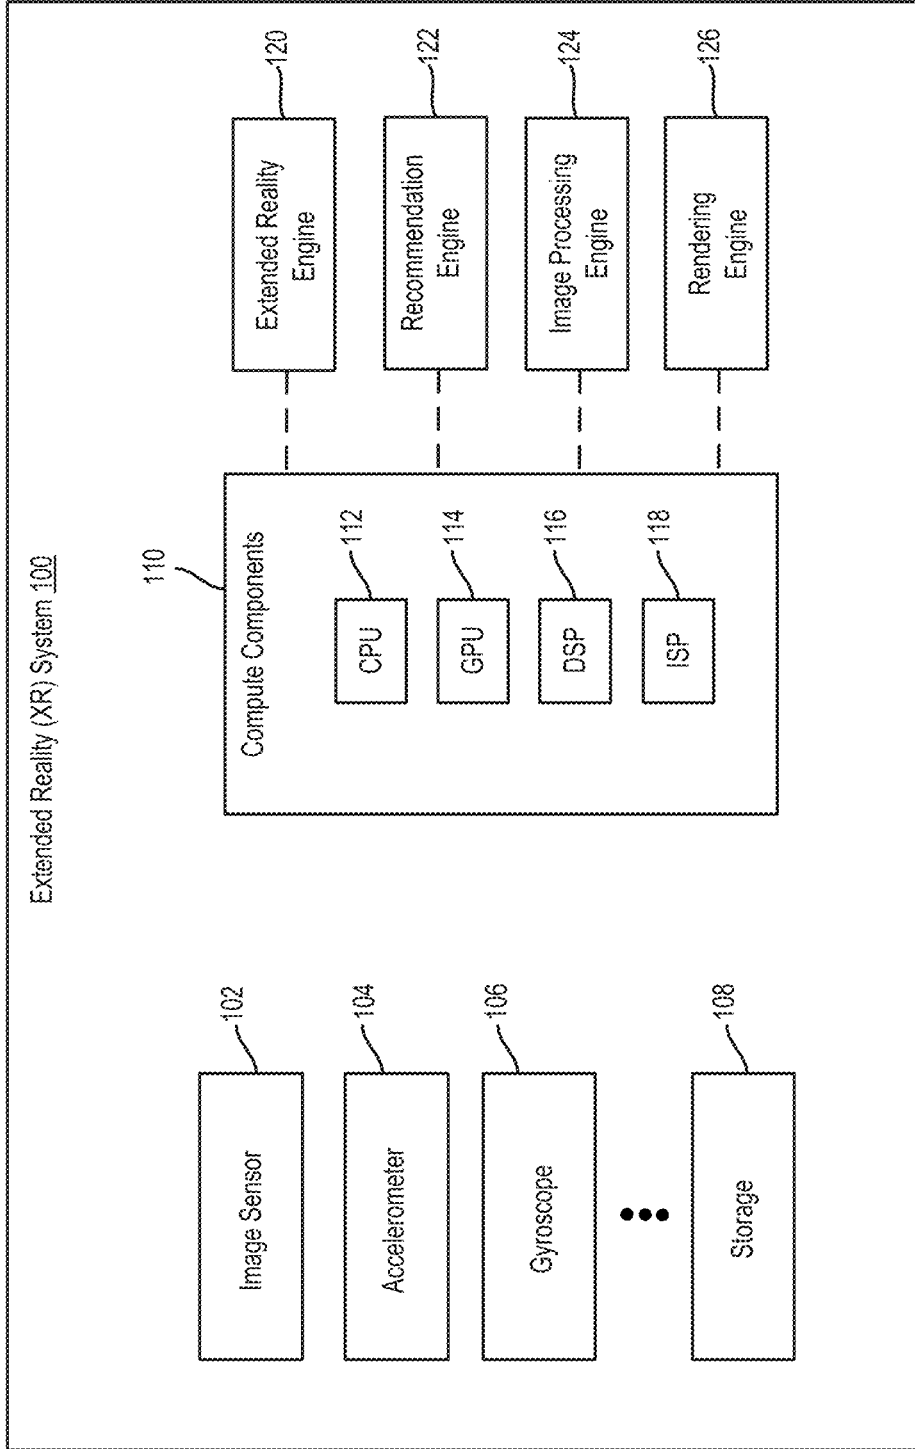 Extended Reality (XR) System 100
102
Image Sensor
104
Accelerometer
106
Gyroscope
108
Storage
110
Compute Components
112
CPU
114
GPU
116
DSP
118
ISP
120
Extended Reality
Engine
122
Recommendation
Engine
124
Image Processing
Engine
126
Rendering
Engine